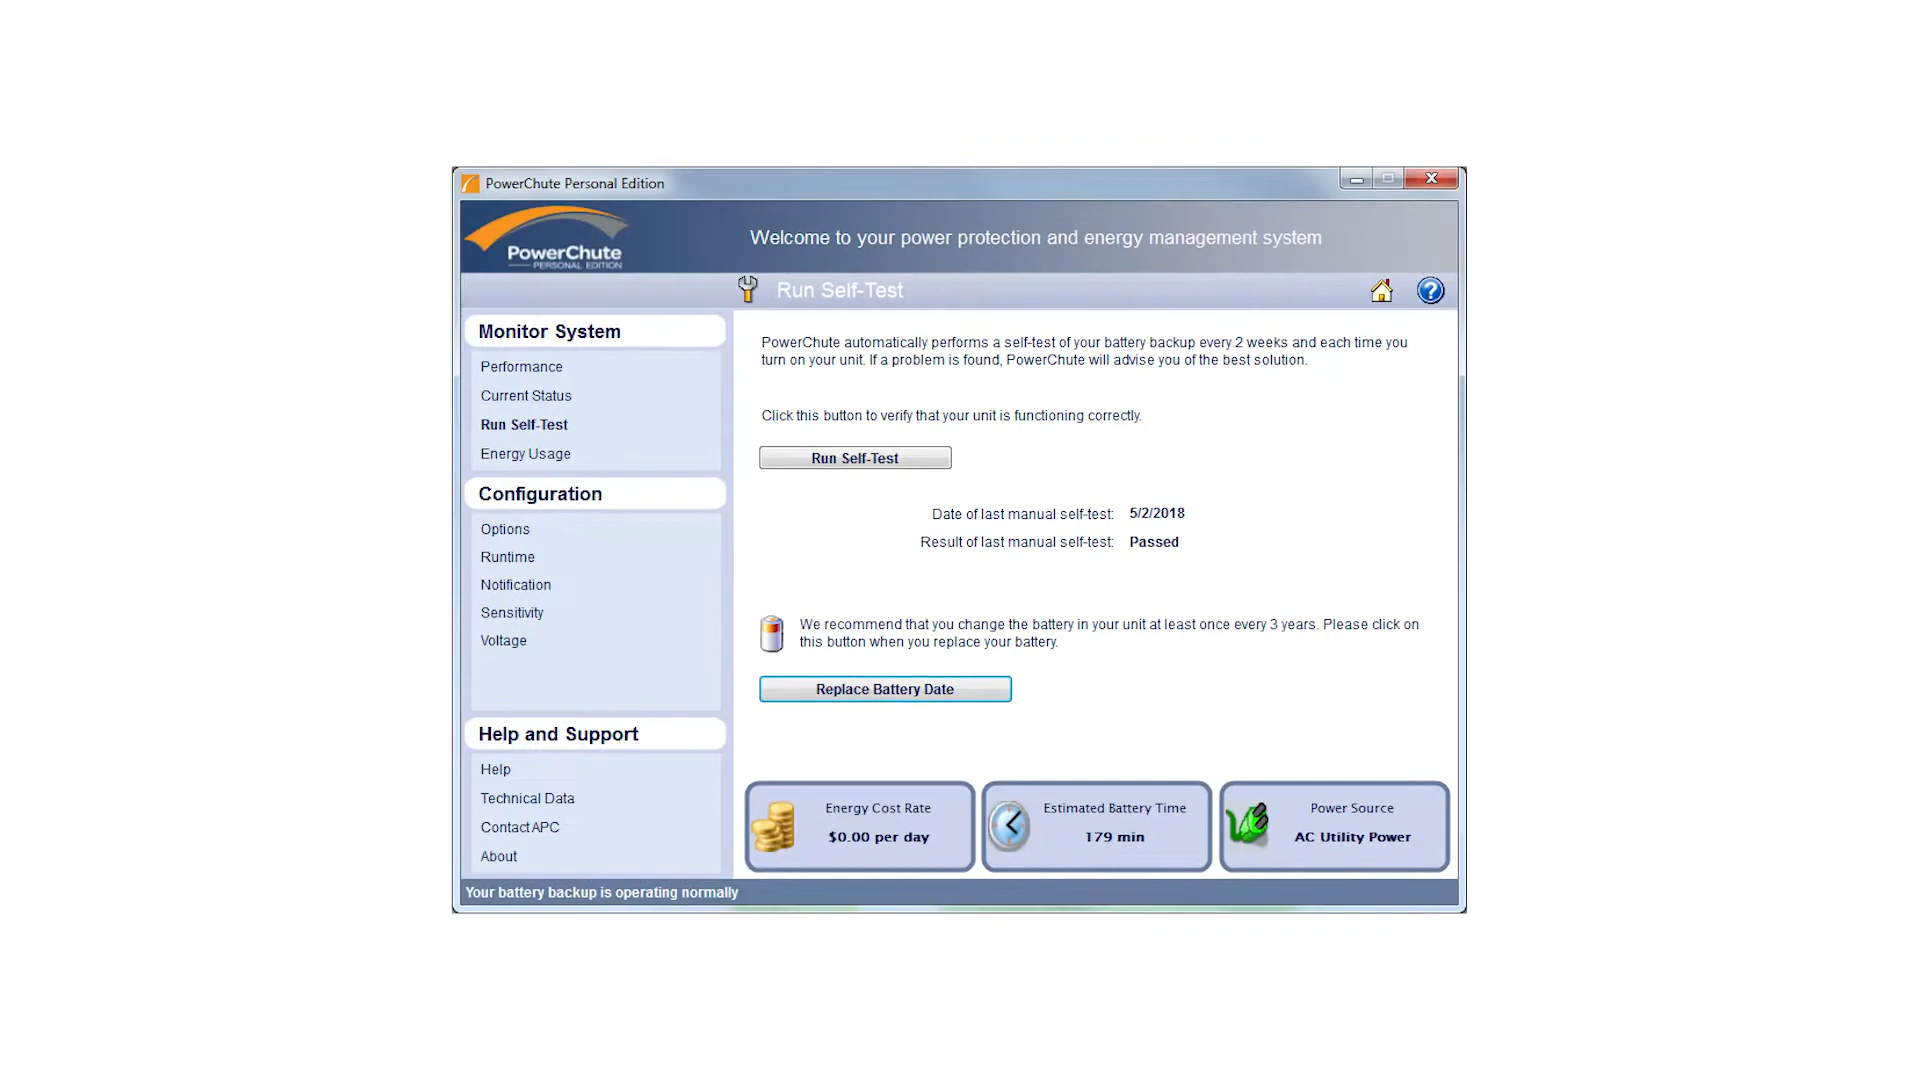 PowerChute Personal Edition
PowerChute
PERSONAL EDITION
Welcome to your power protection and energy management system
Run Self-Test
Monitor System
Performance
Current Status
Run Self-Test
Energy Usage
Configuration
Options
Runtime
Notification
Sensitivity
Voltage
Help and Support
Help
Technical Data
Contact APC
About
PowerChute automatically performs a self-test of your battery backup every 2 weeks and each time you
turn on your unit. If a problem is found, PowerChute will advise you of the best solution.
Click this button to verify that your unit is functioning correctly.
Run Self-Test
Date of last manual self-test: 5/2/2018
Result of last manual self-test: Passed
We recommend that you change the battery in your unit at least once every 3 years. Please click on
this button when you replace your battery.
Replace Battery Date
Energy Cost Rate
$0.00 per day
Estimated Battery Time
179 min
Power Source
AC Utility Power
Your battery backup is operating normally